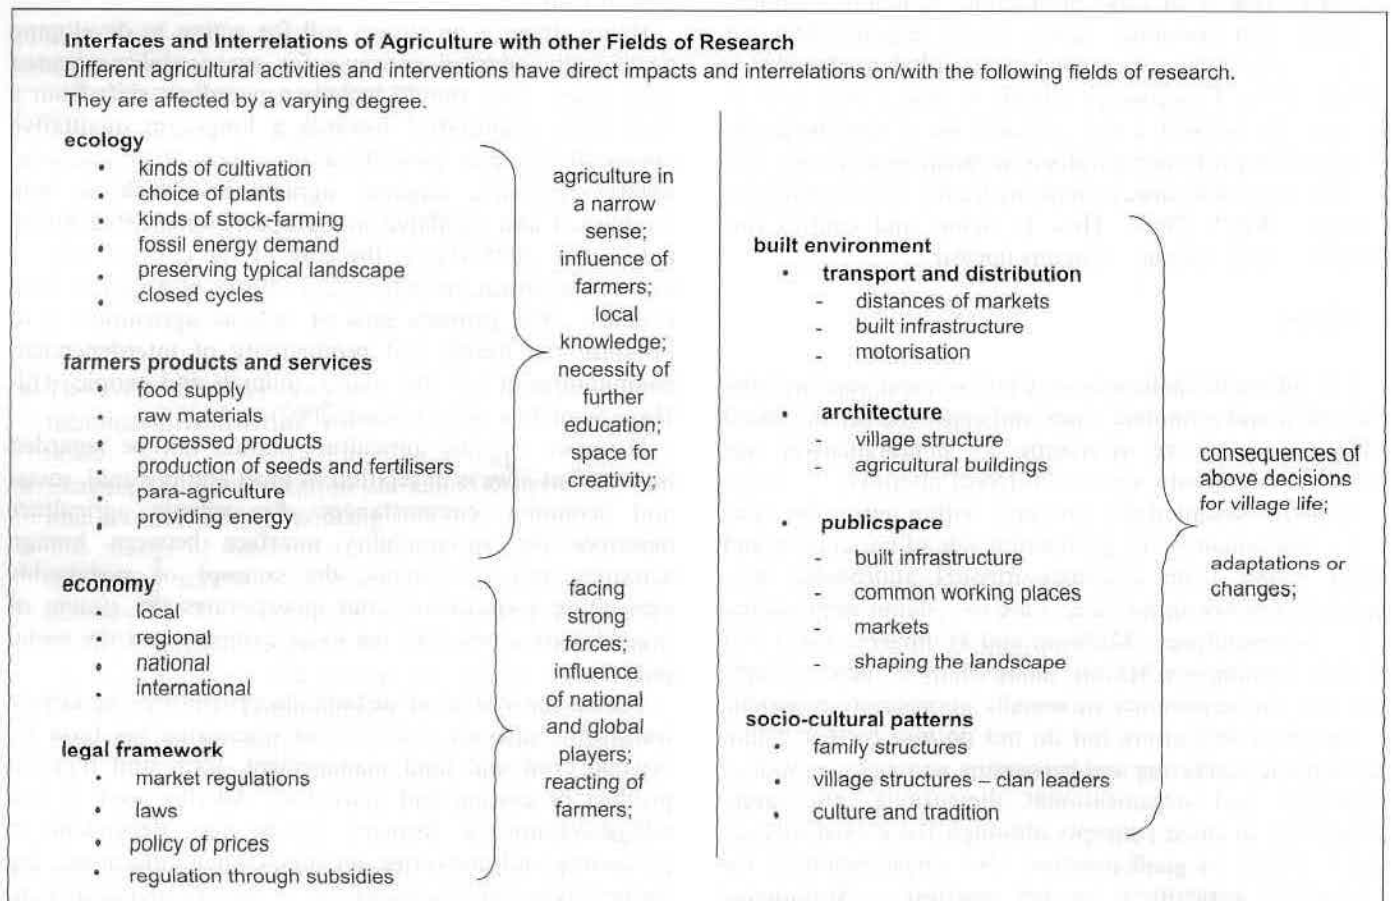 Interfaces and Interrelations of Agriculture with other Fields of Research
Different agricultural activities and interventions have direct impacts and interrelations on/with the following fields of research.
They are affected by a varying degree.
ecology
• kinds of cultivation
• choice of plants
• kinds of stock-farming
• fossil energy demand
• preserving typical landscape
• closed cycles
farmers products and services
• food supply
• raw materials
• processed products
• production of seeds and fertilisers
• para-agriculture
• providing energy
agriculture in
a narrow
sense;
influence of
farmers;
local
knowledge;
necessity of
further
education;
space for
creativity;
economy
• local
• regional
• national
• international
legal framework
• market regulations
• laws
• policy of prices
• regulation through subsidies
facing
strong
forces;
influence
of national
and global
players;
reacting of
farmers;
built environment
• transport and distribution
- distances of markets
- built infrastructure
- motorisation
• architecture
- village structure
- agricultural buildings
• publicspace
- built infrastructure
- common working places
- markets
- shaping the landscape
socio-cultural patterns
• family structures
• village structures – clan leaders
• culture and tradition
consequences of
above decisions
for village life;
adaptations or
changes;